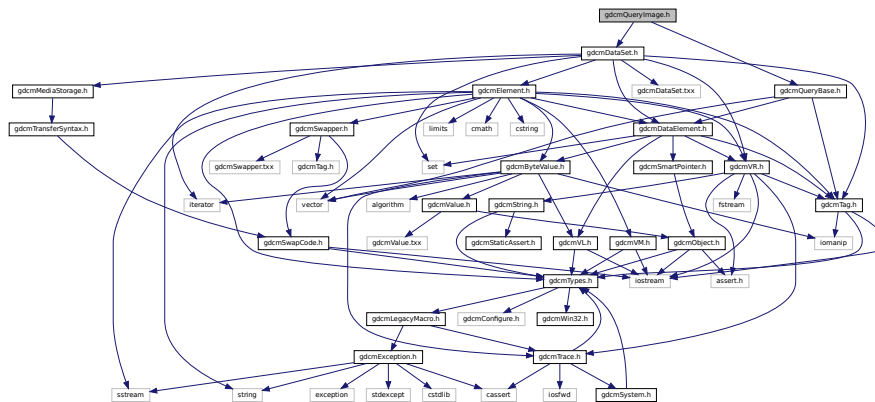 gdcmQueryImage.h
gdcmDataSet.h
gdcmMediaStorage.h
gdcmElement.h
gdcmDataSet.txx
gdcmQueryBase.h
gdcmTransferSyntax.h
gdcmSwapper.h
limits
cmath
cstring
gdcmDataElement.h
gdcmSwapper.txx
gdcmTag.h
set
gdcmByteValue.h
gdcmSmartPointer.h
gdcmVR.h
iterator
vector
algorithm
gdcmValue.h
gdcmString.h
fstream
gdcmTag.h
gdcmSwapCode.h
gdcmValue.txx
gdcmStaticAssert.h
gdcmVL.h
gdcmVM.h
gdcmObject.h
iomanip
gdcmTypes.h
iostream
assert.h
gdcmLegacyMacro.h
gdcmConfigure.h
gdcmWin32.h
gdcmException.h
gdcmTrace.h
sstream
string
exception
stdexcept
cstdlib
cassert
iosfwd
gdcmSystem.h